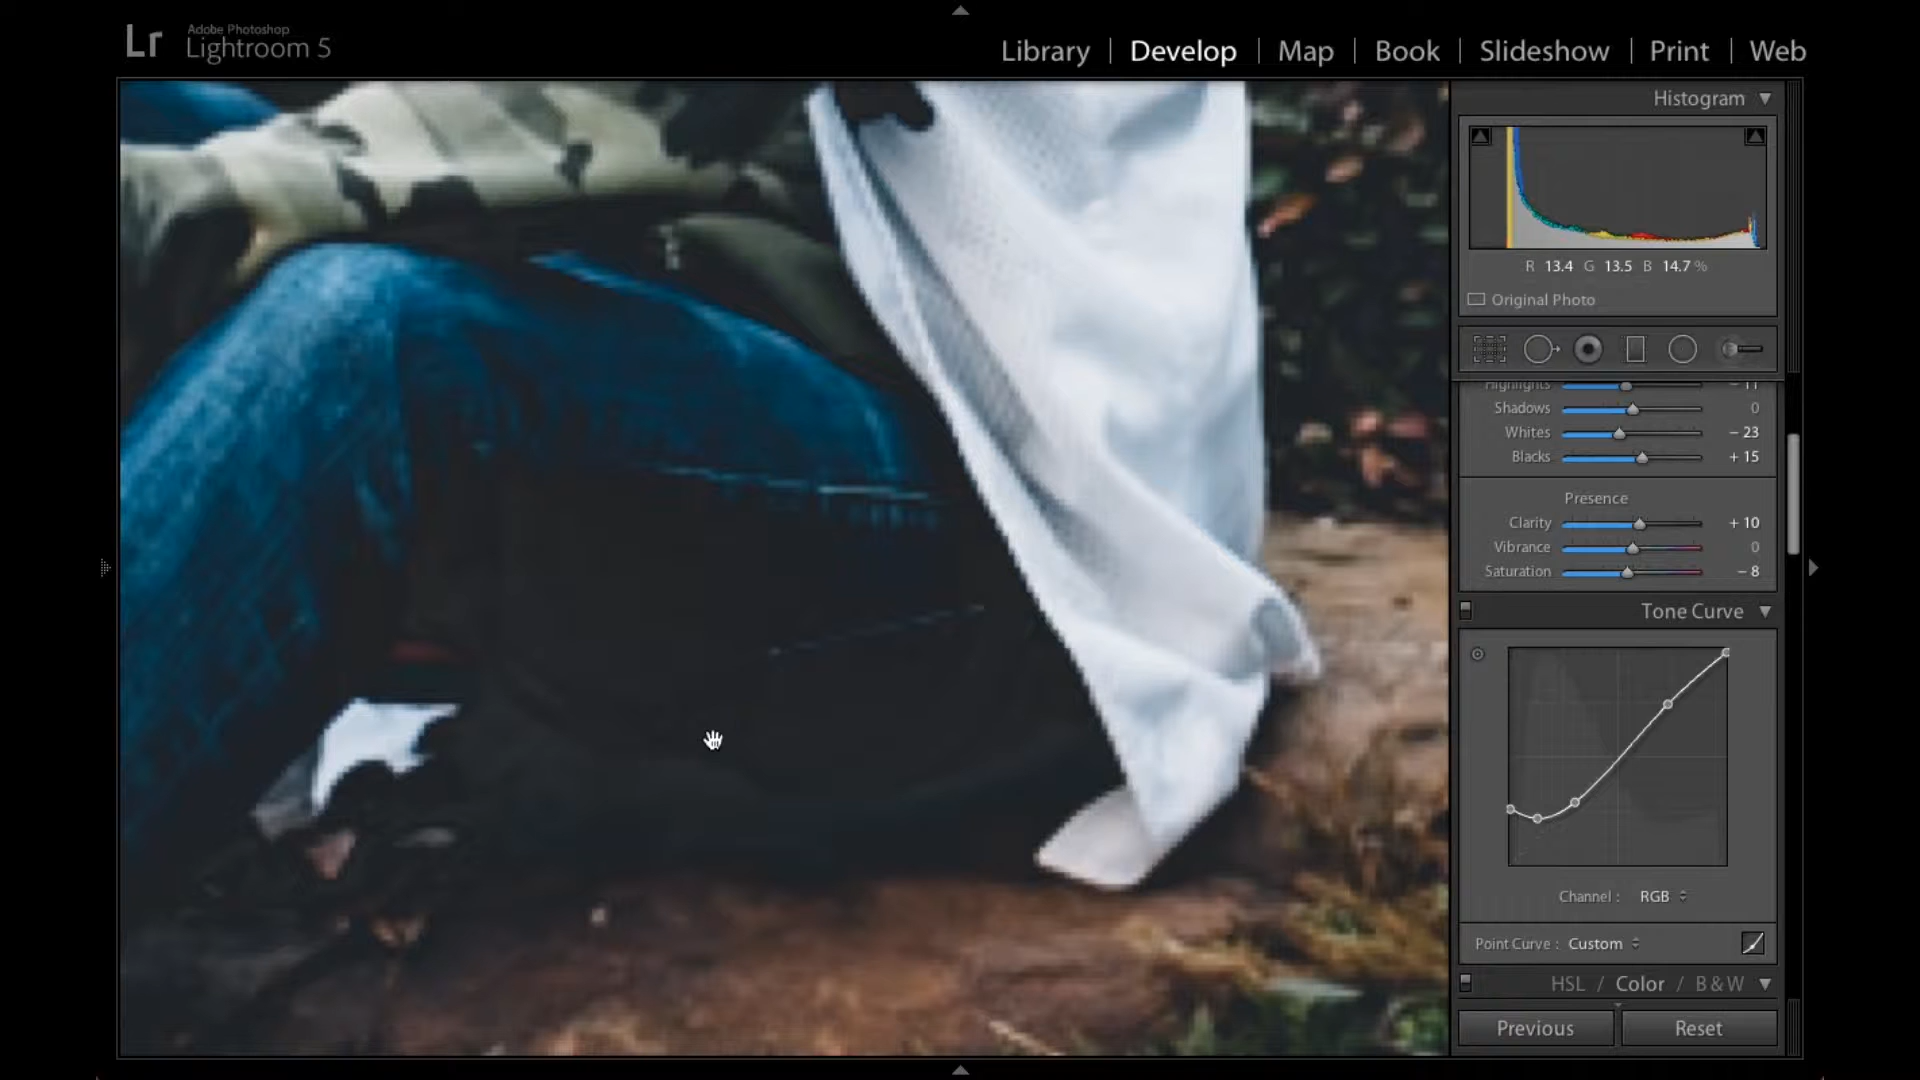 Lr Adobe Photoshop
Lightroom 5
Library | Develop | Map | Book | Slideshow | Print | Web
Histogram
R 13.4 G 13.5 B 14.7 %
Original Photo
Highlights − 11
Shadows 0
Whites − 23
Blacks + 15
Presence
Clarity + 10
Vibrance 0
Saturation − 8
Tone Curve
Channel : RGB
Point Curve : Custom
HSL / Color / B & W
Previous Reset